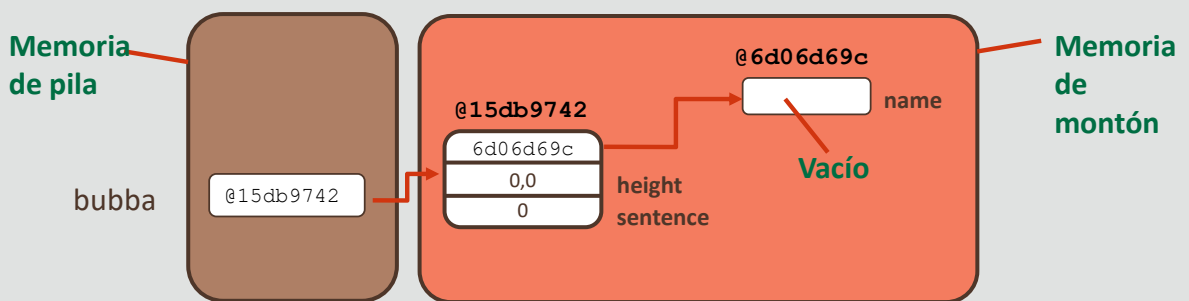 Memoria
de pila
bubba
@15db9742
@15db9742
6d06d69c
0,0
0
height
sentence
@6d06d69c
name
Vacío
Memoria
de
montón